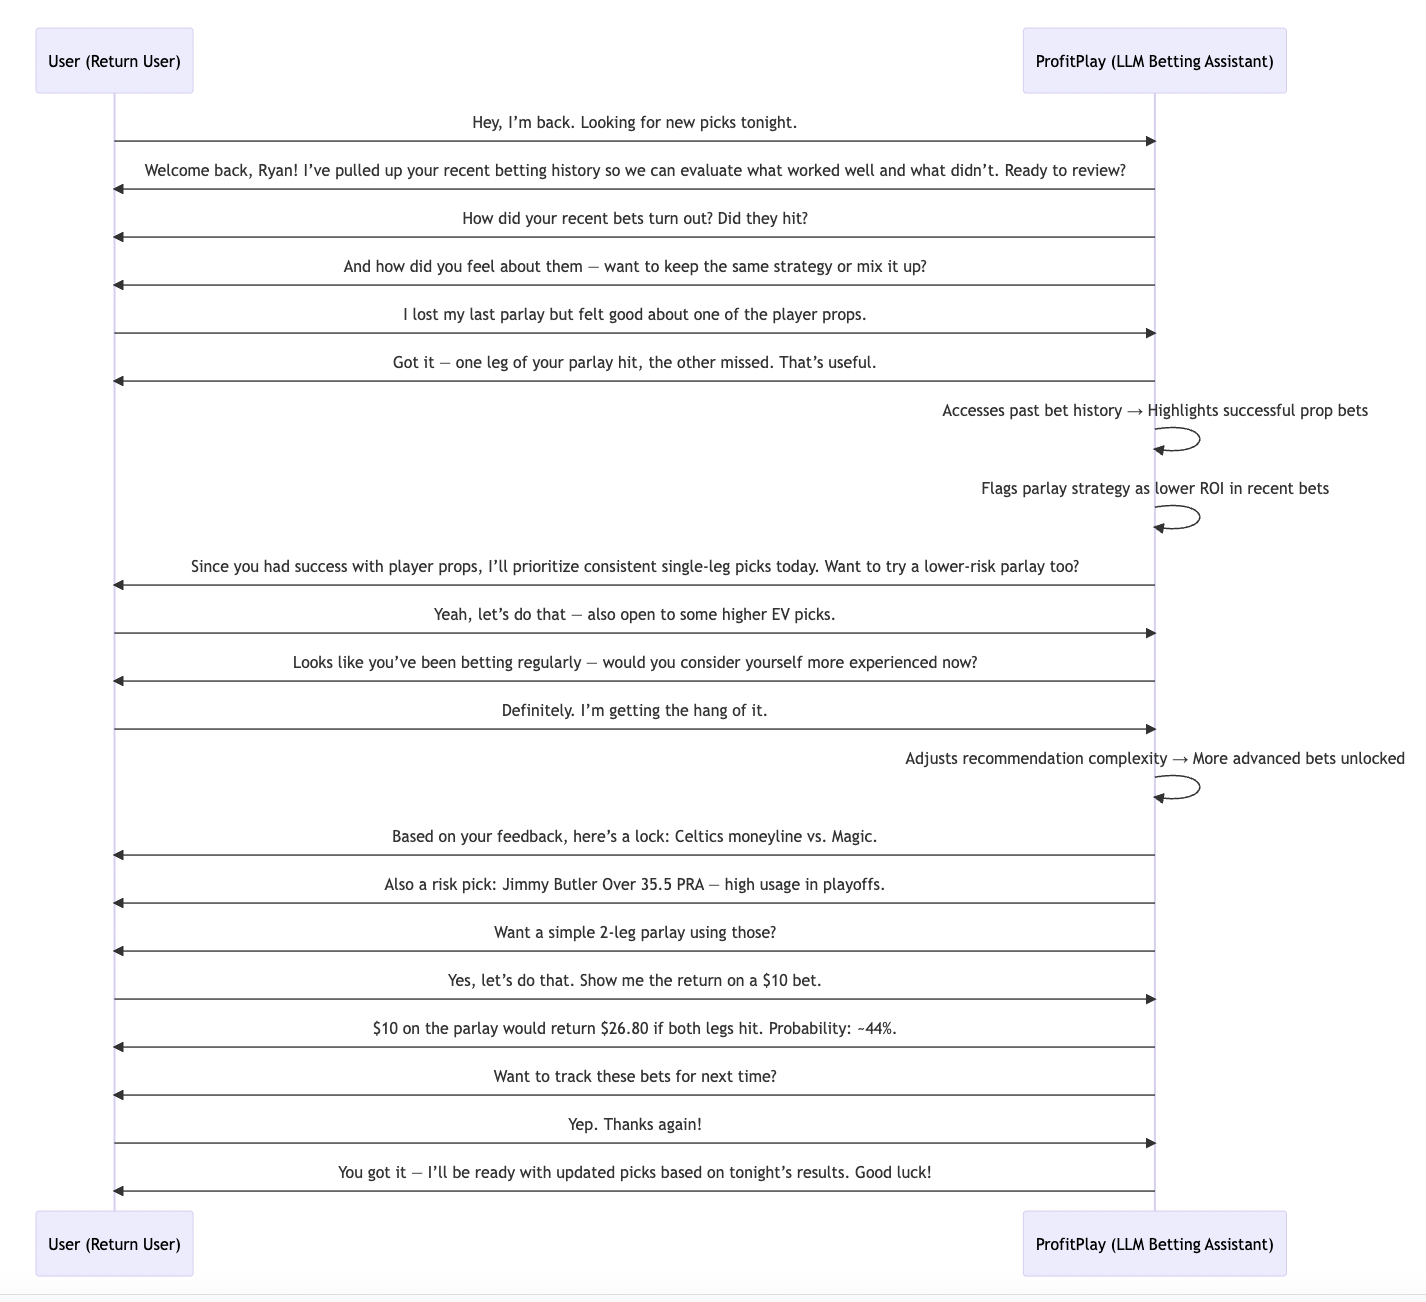 User (Return User)
ProfitPlay (LLM Betting Assistant)
Hey, I’m back. Looking for new picks tonight.
Welcome back, Ryan! I’ve pulled up your recent betting history so we can evaluate what worked well and what didn’t. Ready to review?
How did your recent bets turn out? Did they hit?
And how did you feel about them — want to keep the same strategy or mix it up?
I lost my last parlay but felt good about one of the player props.
Got it — one leg of your parlay hit, the other missed. That’s useful.
Accesses past bet history → Highlights successful prop bets
Flags parlay strategy as lower ROI in recent bets
Since you had success with player props, I’ll prioritize consistent single-leg picks today. Want to try a lower-risk parlay too?
Yeah, let’s do that — also open to some higher EV picks.
Looks like you’ve been betting regularly — would you consider yourself more experienced now?
Definitely. I’m getting the hang of it.
Adjusts recommendation complexity → More advanced bets unlocked
Based on your feedback, here’s a lock: Celtics moneyline vs. Magic.
Also a risk pick: Jimmy Butler Over 35.5 PRA — high usage in playoffs.
Want a simple 2-leg parlay using those?
Yes, let’s do that. Show me the return on a $10 bet.
$10 on the parlay would return $26.80 if both legs hit. Probability: ~44%.
Want to track these bets for next time?
Yep. Thanks again!
You got it — I’ll be ready with updated picks based on tonight’s results. Good luck!
User (Return User)
ProfitPlay (LLM Betting Assistant)